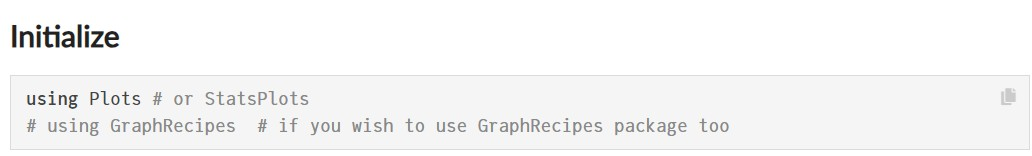 Initialize
using Plots # or StatsPlots
# using GraphRecipes  # if you wish to use GraphRecipes package too